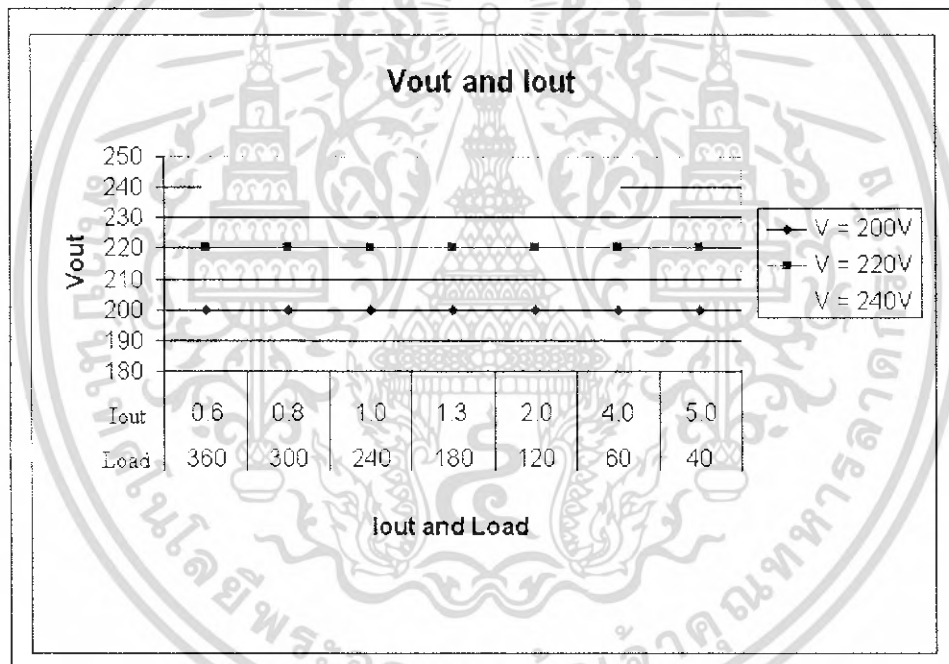 Vout and Iout
250
240
230
220
210
200
190
180
Vout
V = 200V
V = 220V
V = 240V
Iout 0.6 0.8 1.0 1.3 2.0 4.0 5.0
Load 360 300 240 180 120 60 40
Iout and Load